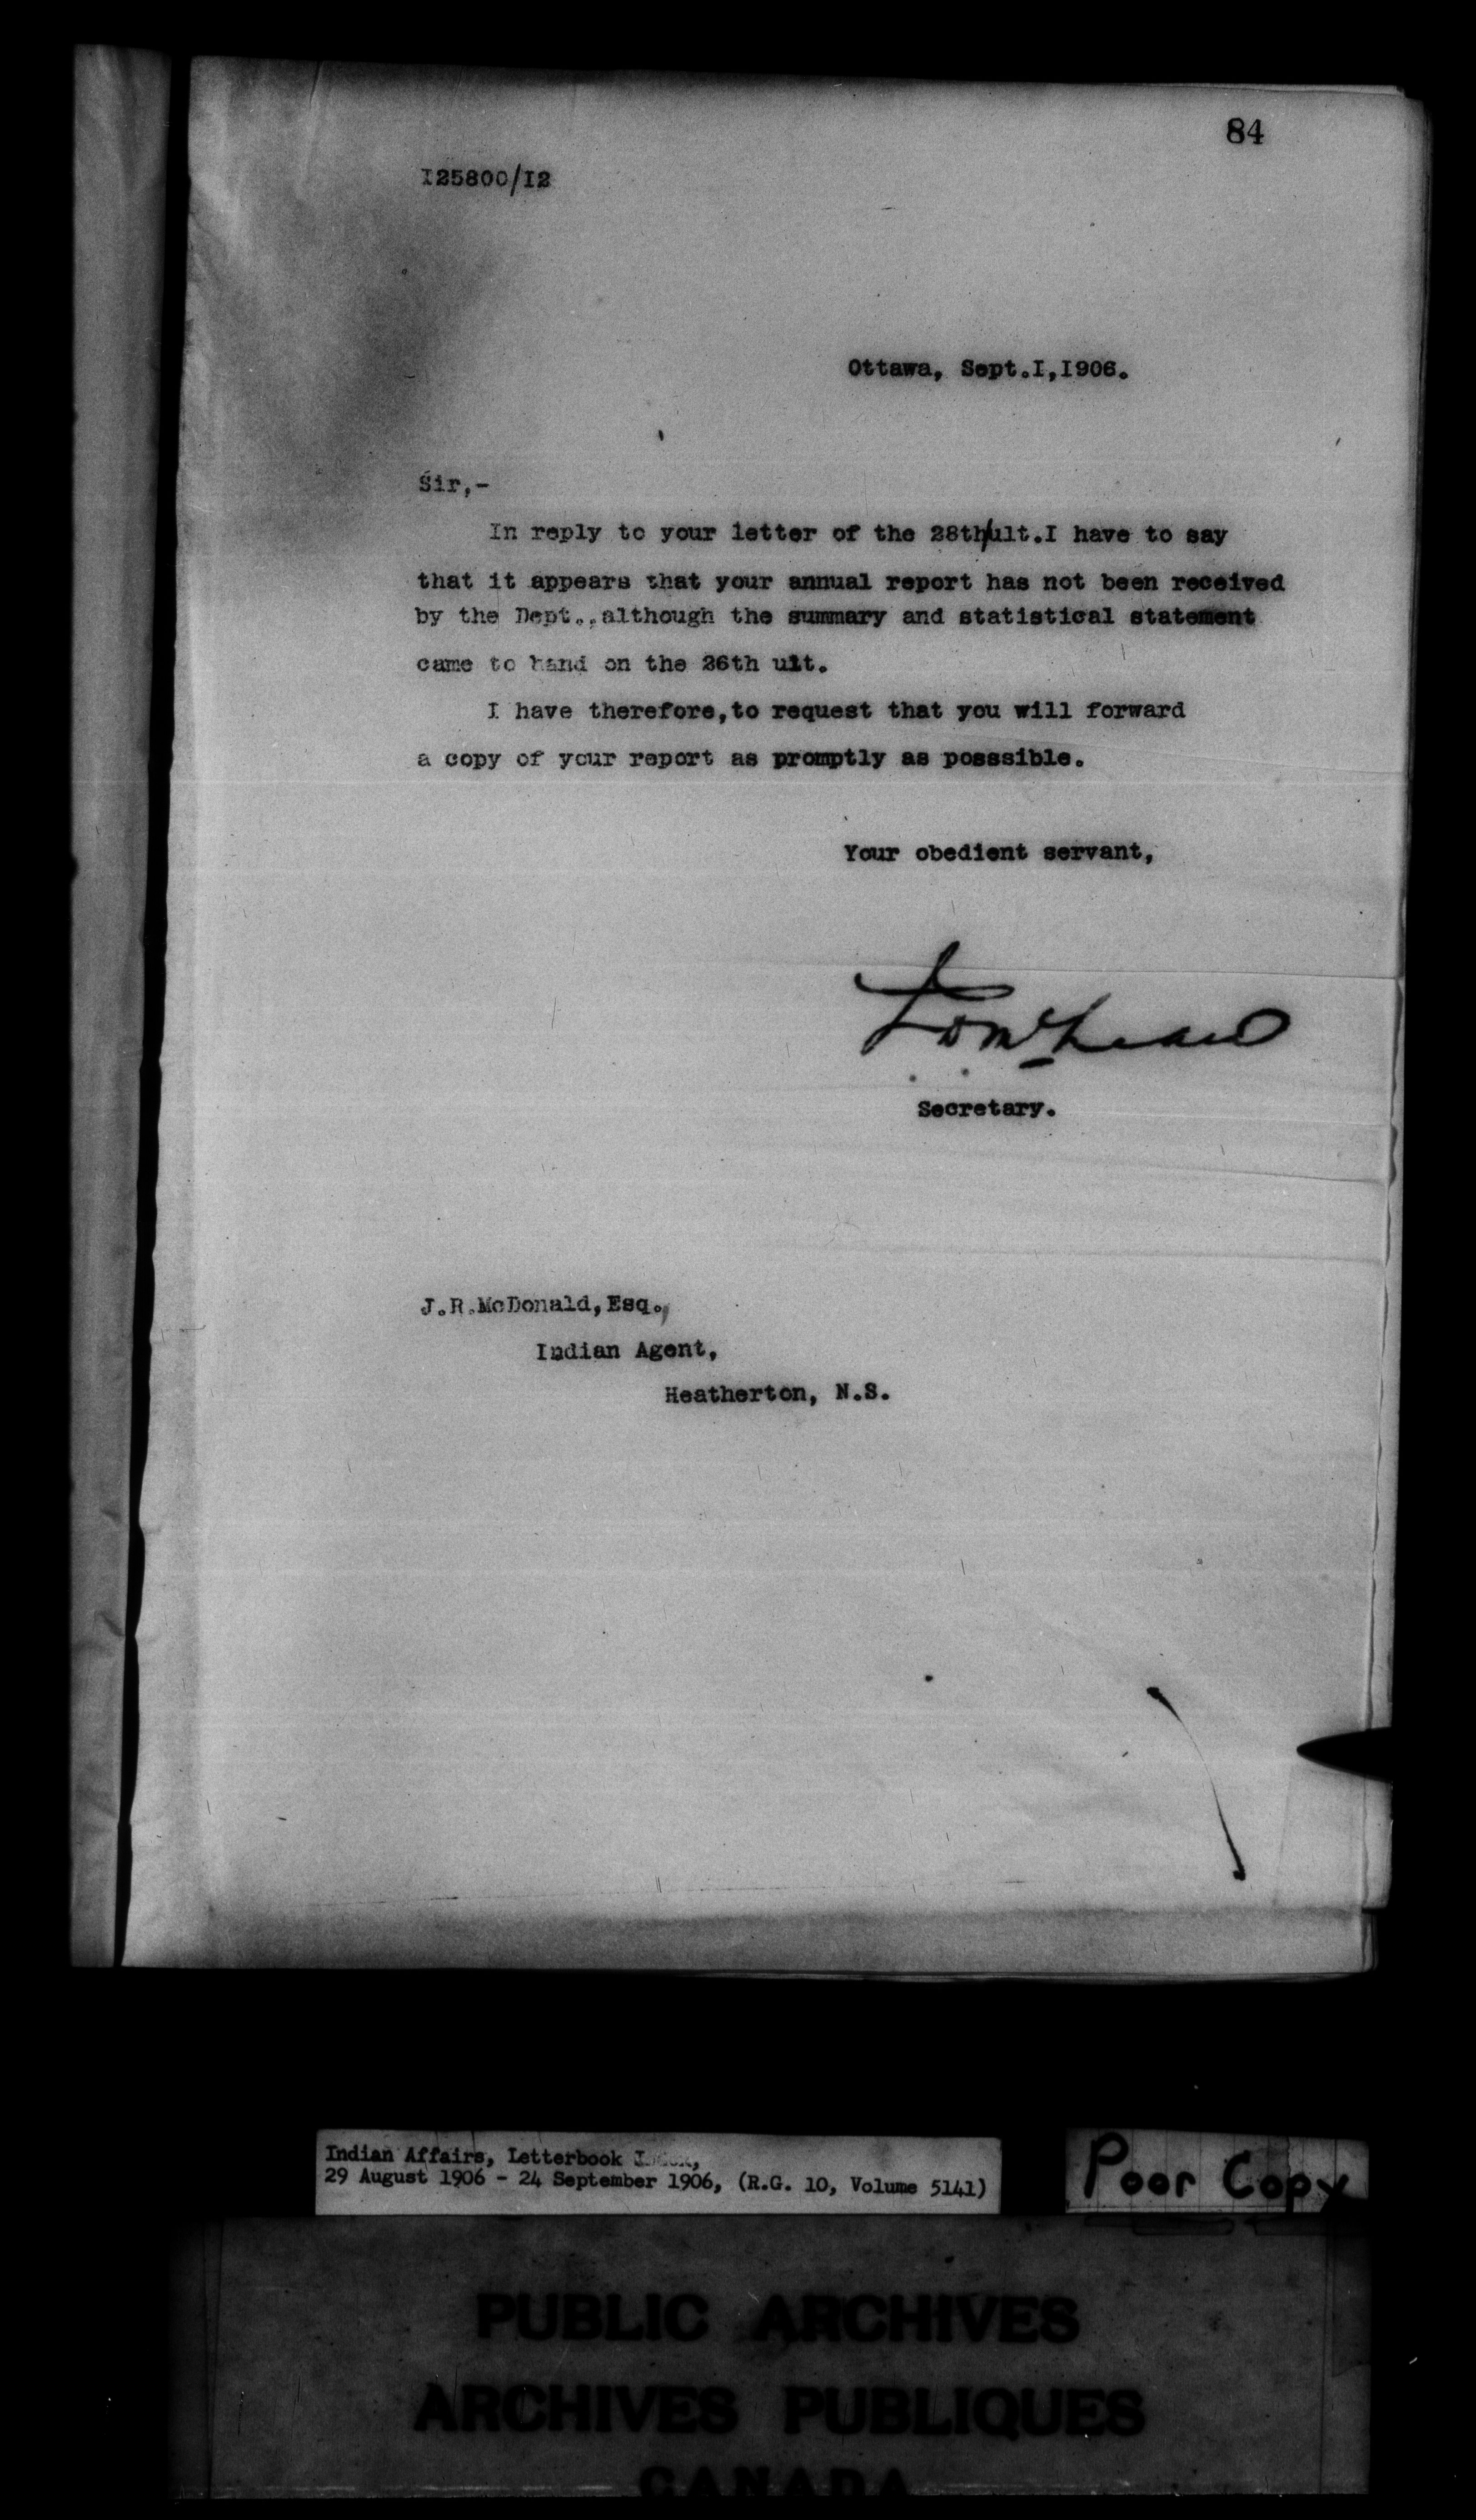 84
I25800/I2
Ottawa, Sept.I,I906.
Sir,-
In reply to your letter of the 28th/ult.I have to say
that it appears that your annual report has not been received
by the Dept.,although the summary and statistical statement
came to hand on the 26th ult.
I have therefore,to request that you will forward
a copy of your report as promptly as posssible.
Your obedient servant,
Secretary.
J.R.McDonald,Esq.,
Indian Agent,
Heatherton, N.S.
Indian Affairs, Letterbook
29 August 1906 - 24 September 1906, (R.G. 10, Volume 5141)
Poor Copy
PUBLIC ARCHIVES
ARCHIVES PUBLIQUES
CANADA